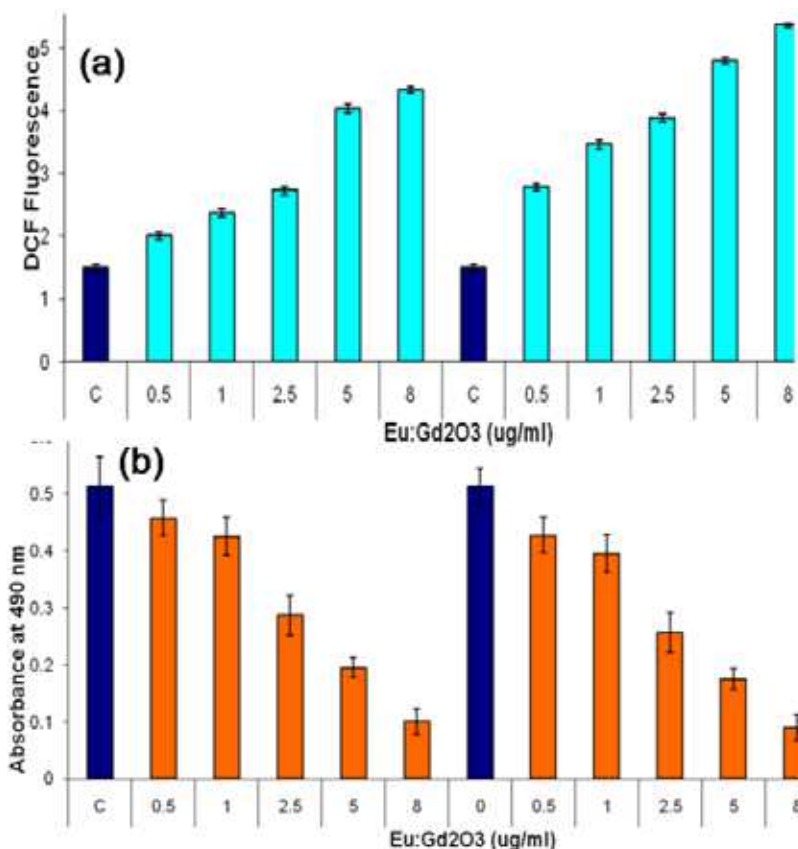 (a)
DCF Fluorescence
5
4
3
2
1
0
C 0.5 1 2.5 5 8 C 0.5 1 2.5 5 8
Eu:Gd2O3 (ug/ml)
(b)
Absorbance at 490 nm
0.5
0.4
0.3
0.2
0.1
0
C 0.5 1 2.5 5 8 0 0.5 1 2.5 5 8
Eu:Gd2O3 (ug/ml)